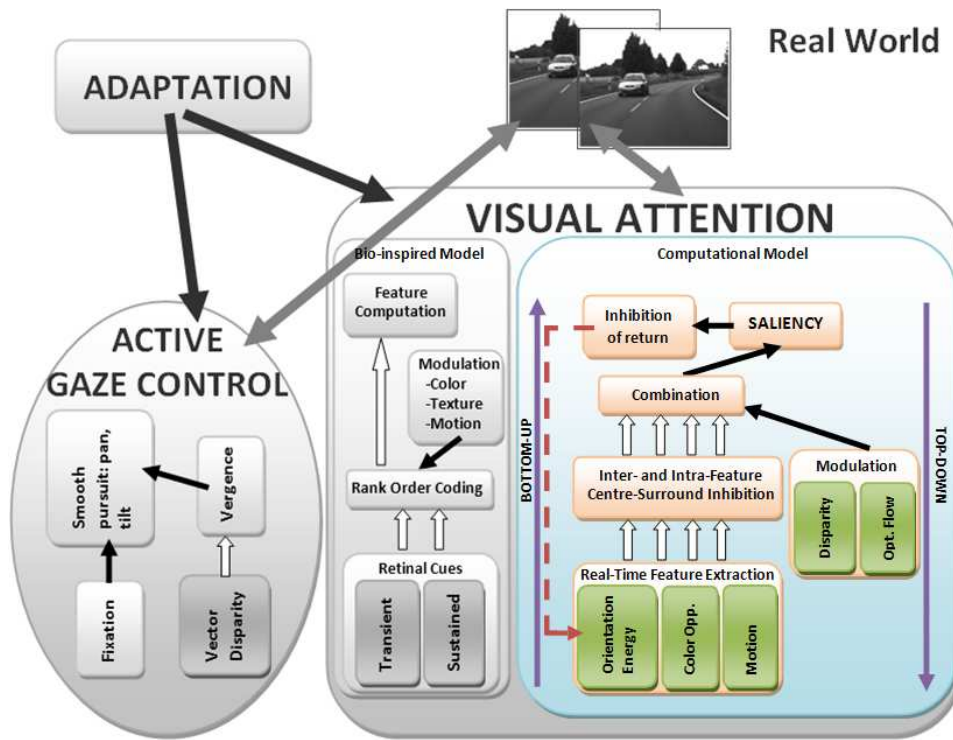 Real World
ADAPTATION
VISUAL ATTENTION
Bio-inspired Model
Feature
Computation
Modulation
-Color
-Texture
-Motion
Rank Order Coding
Retinal Cues
Transient
Sustained
Computational Model
BOTTOM-UP
TOP-DOWN
Inhibition
of return
SALIENCY
Combination
Inter- and Intra-Feature
Centre-Surround Inhibition
Modulation
Disparity
Opt. Flow
Real-Time Feature Extraction
Orientation
Energy
Color Opp.
Motion
ACTIVE
GAZE CONTROL
Smooth
pursuit: pan,
tilt
Vergence
Fixation
Vector
Disparity